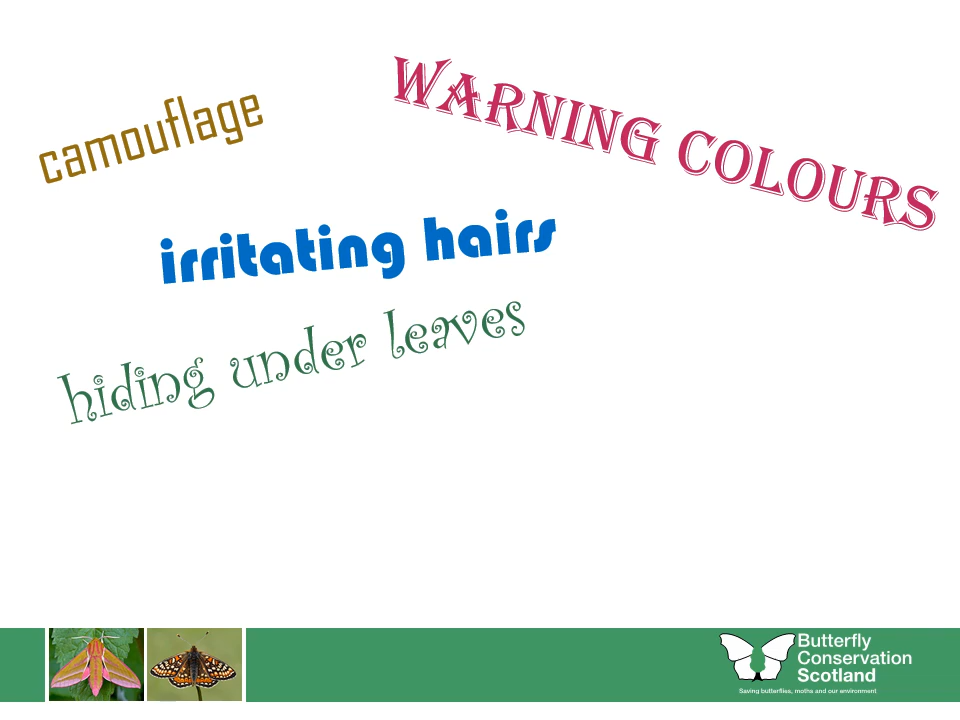 camouflage
WARNING COLOURS
irritating hairs
hiding under leaves
Butterfly
Conservation
Scotland
Saving butterflies, moths and our environment